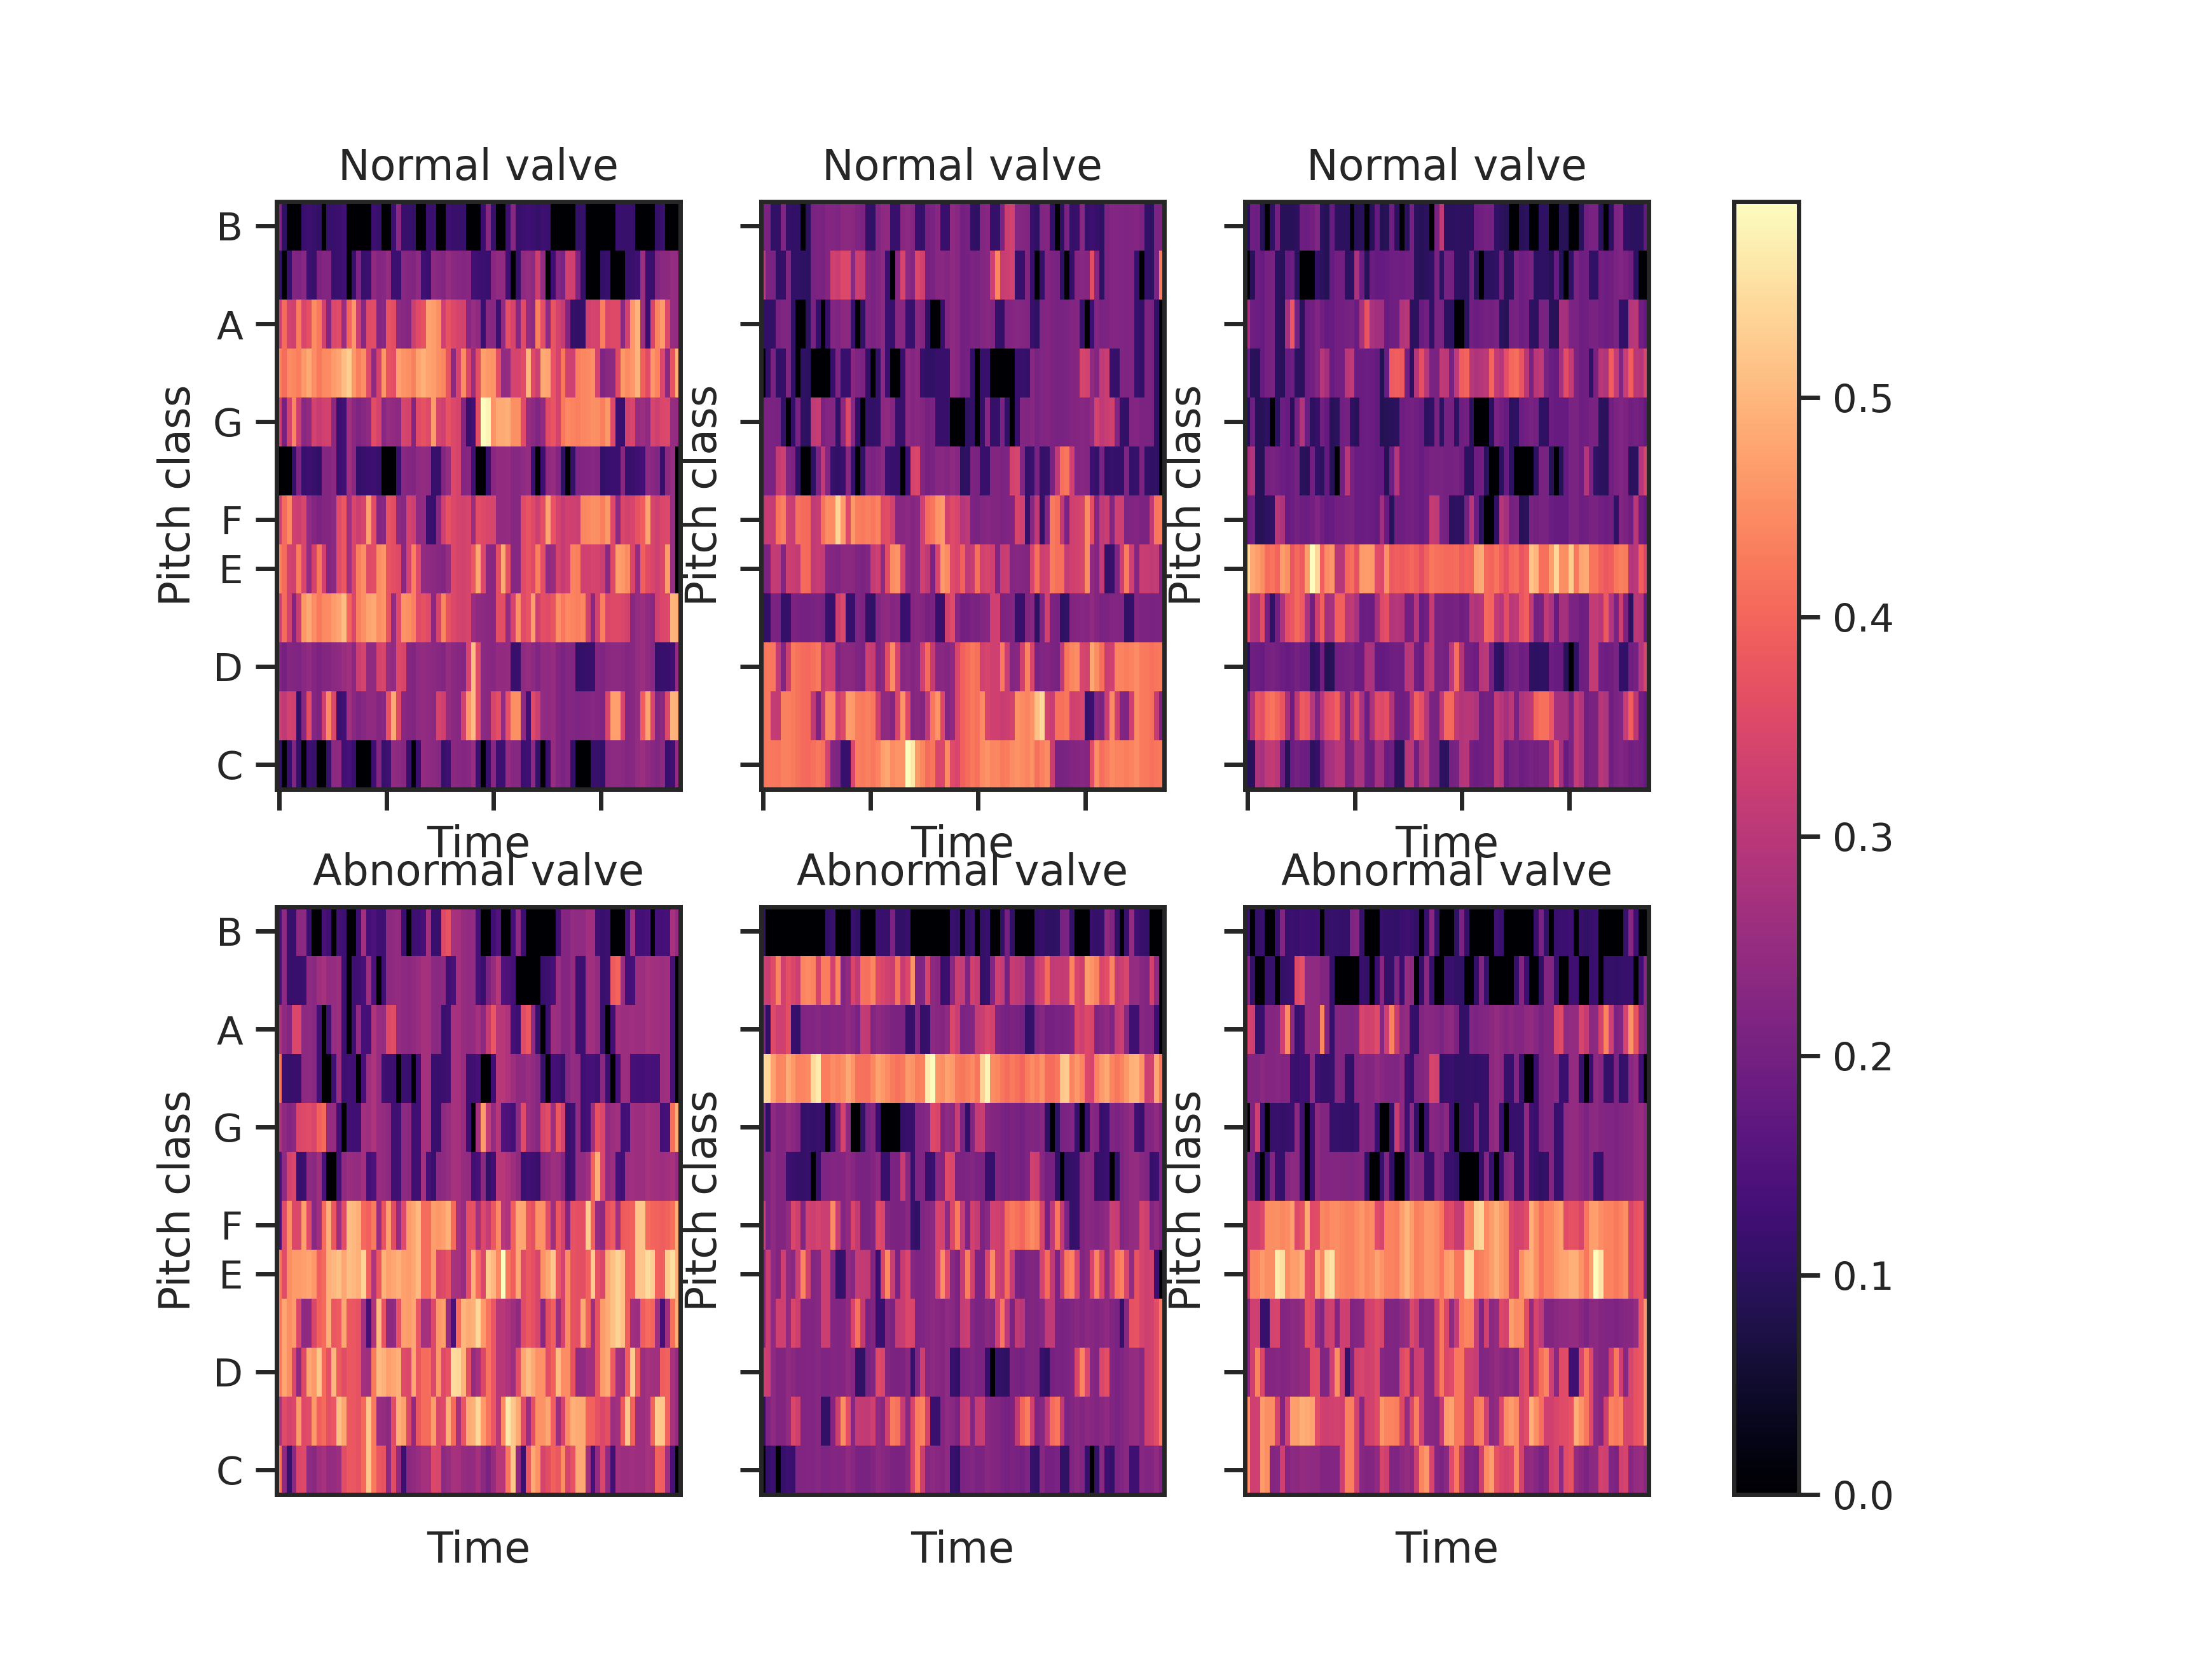 Normal valve Normal valve Normal valve
B
A
G
F
E
D
C
Pitch class
Pitch class
Pitch class
Time Time Time
Abnormal valve Abnormal valve Abnormal valve
B
A
G
F
E
D
C
Pitch class
Pitch class
Pitch class
Time Time Time
0.5
0.4
0.3
0.2
0.1
0.0